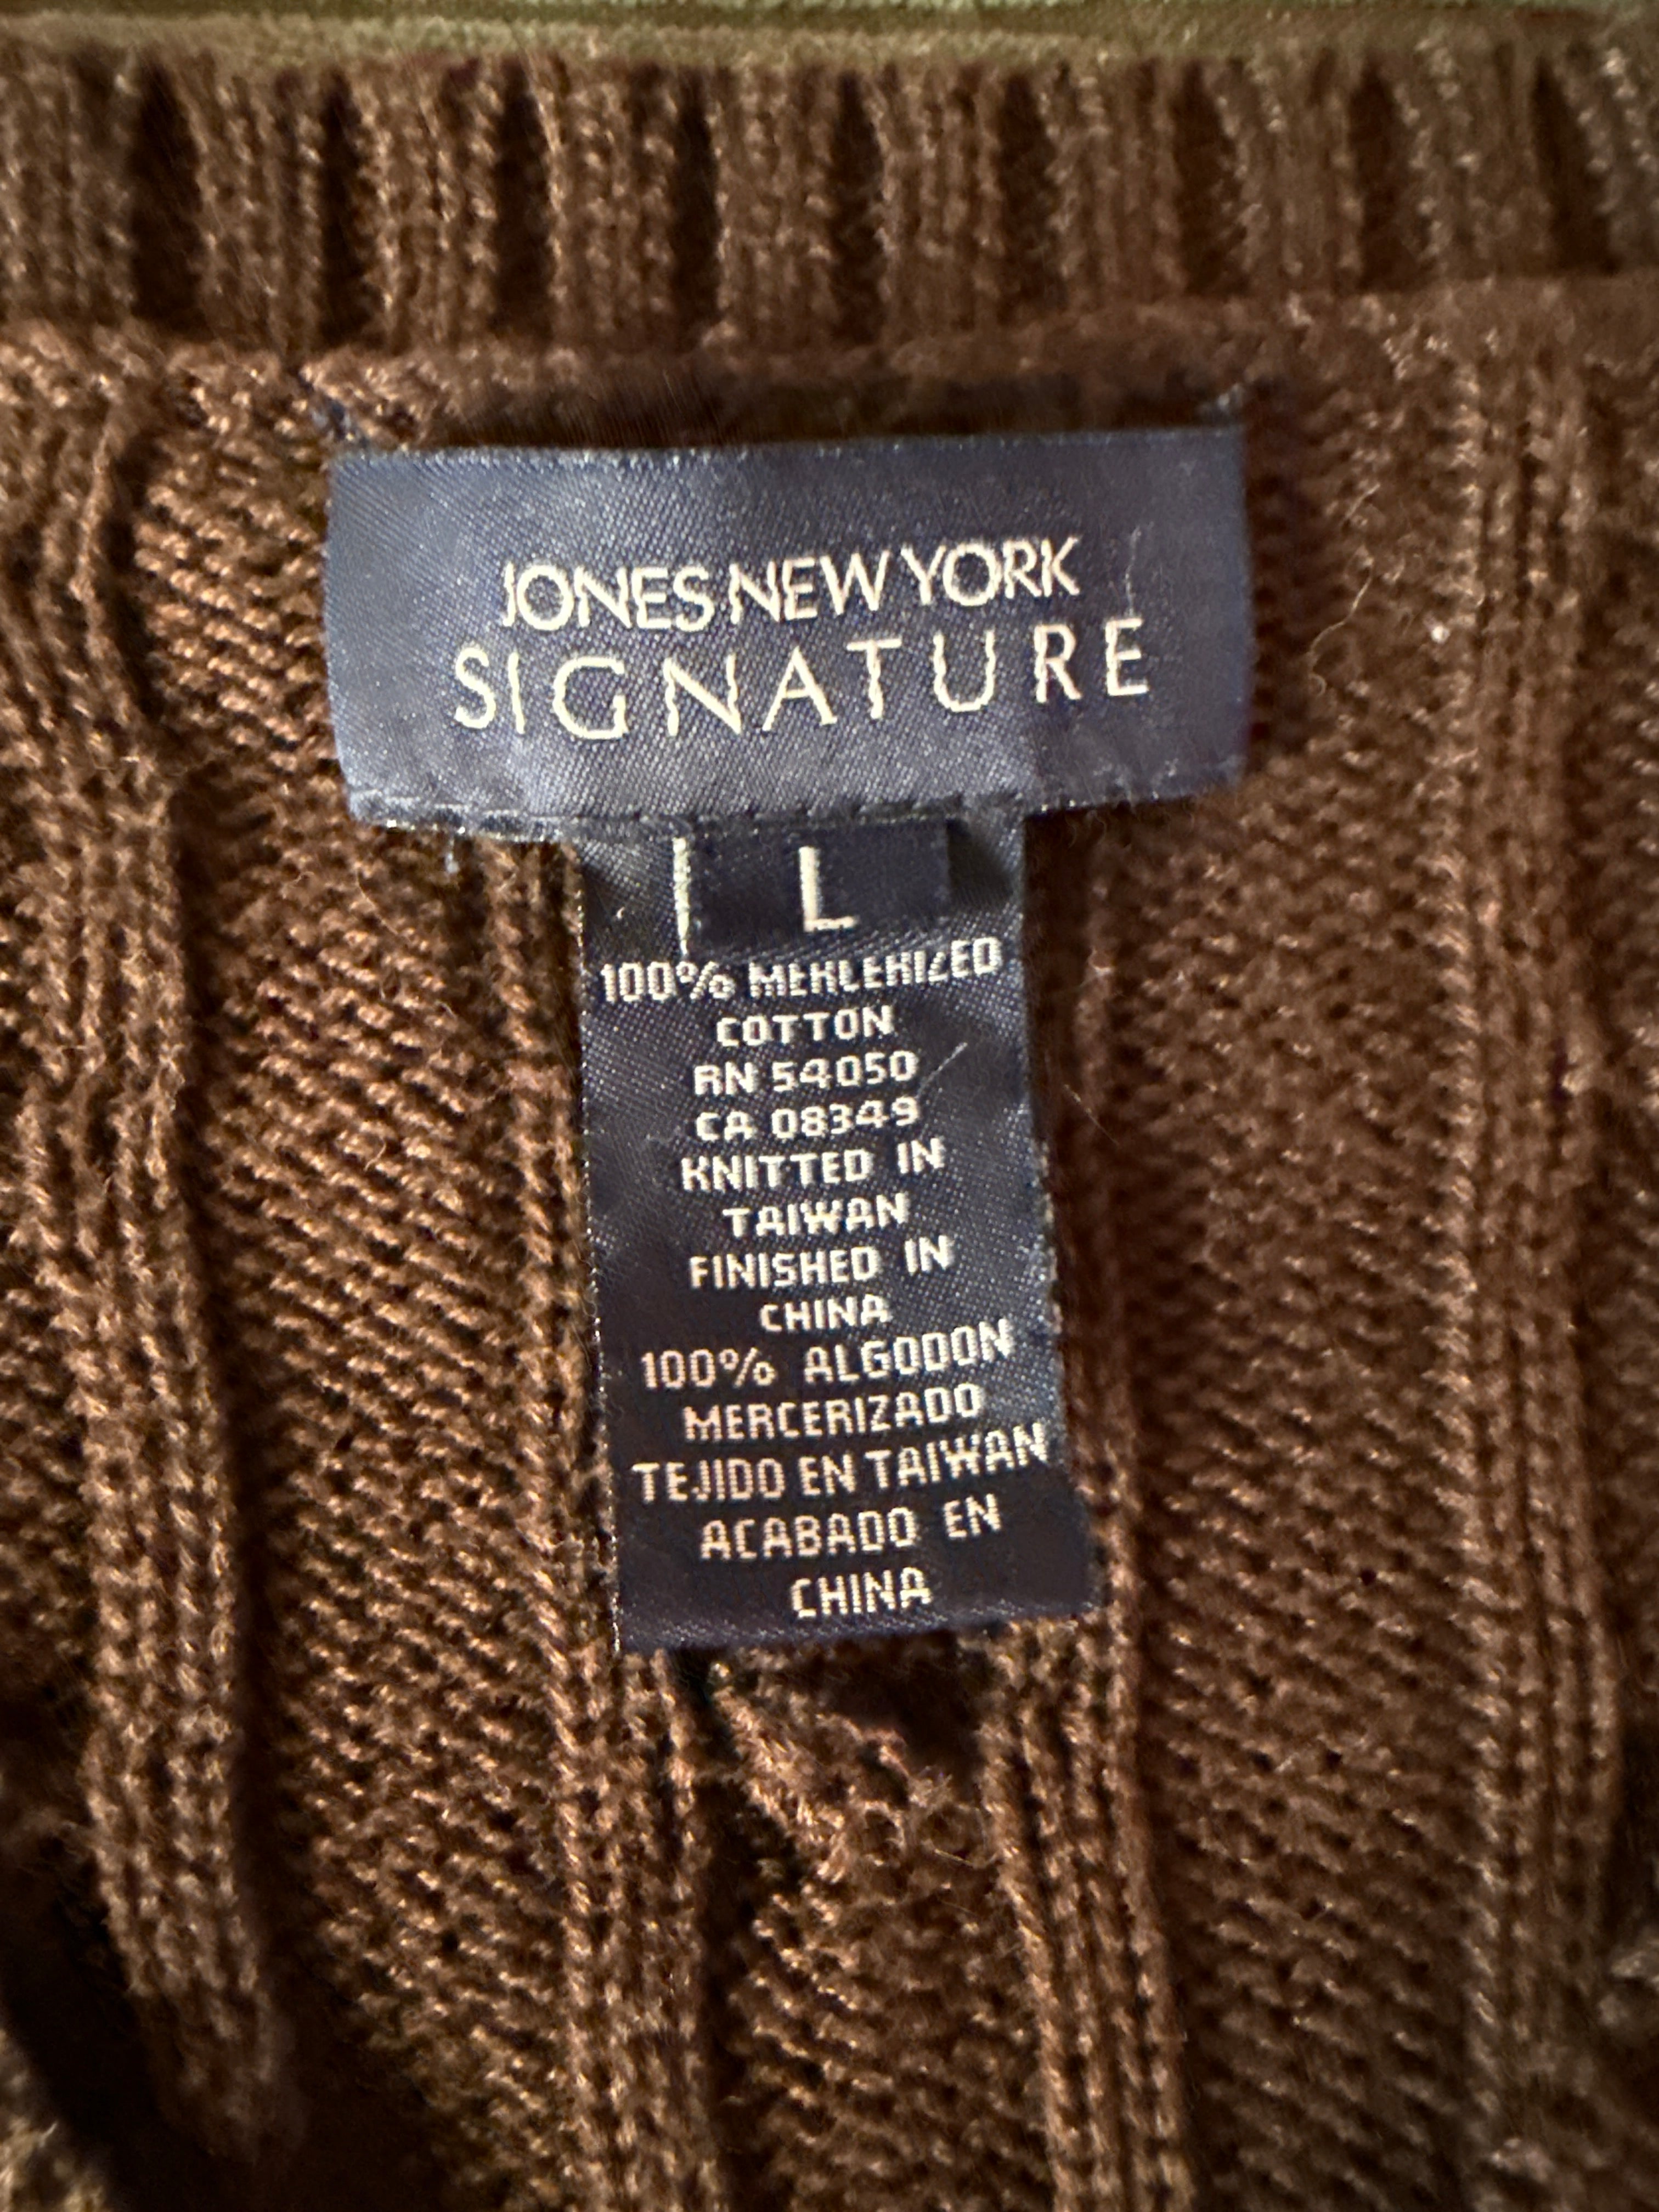 JONES NEW YORK
SIGNATURE
L
100% MERCERIZED
COTTON
RN 54050
CA 08349
KNITTED IN
TAIWAN
FINISHED IN
CHINA
100% ALGODON
MERCERIZADO
TEJIDO EN TAIWAN
ACABADO EN
CHINA